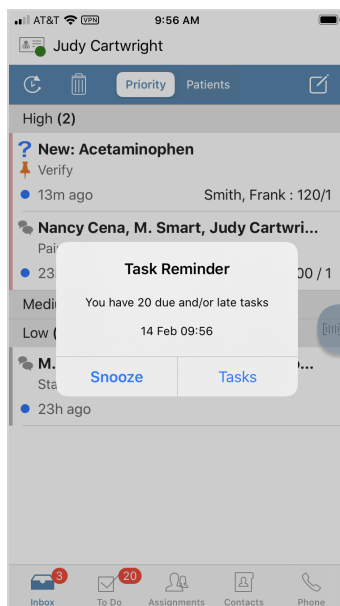 AT&T VPN 9:56 AM
Judy Cartwright
Priority Patients
High (2)
? New: Acetaminophen
Verify
13m ago Smith, Frank : 120/1
Nancy Cena, M. Smart, Judy Cartwri...
23
Low (
M.
23h ago
Task Reminder
You have 20 due and/or late tasks
14 Feb 09:56
Snooze Tasks
3 20
Inbox To Do Assignments Contacts Phone